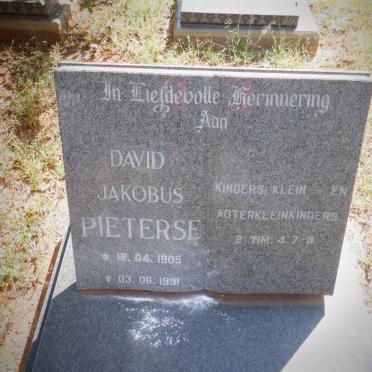 In Liefdevolle Herinnering
Aan
DAVID
JAKOBUS
PIETERSE
* 12.04.1905
✝ 03.06.1991
KINDERS, KLEIN - EN
AGTERKLEINKINDERS
2 TIM. 4:7-8